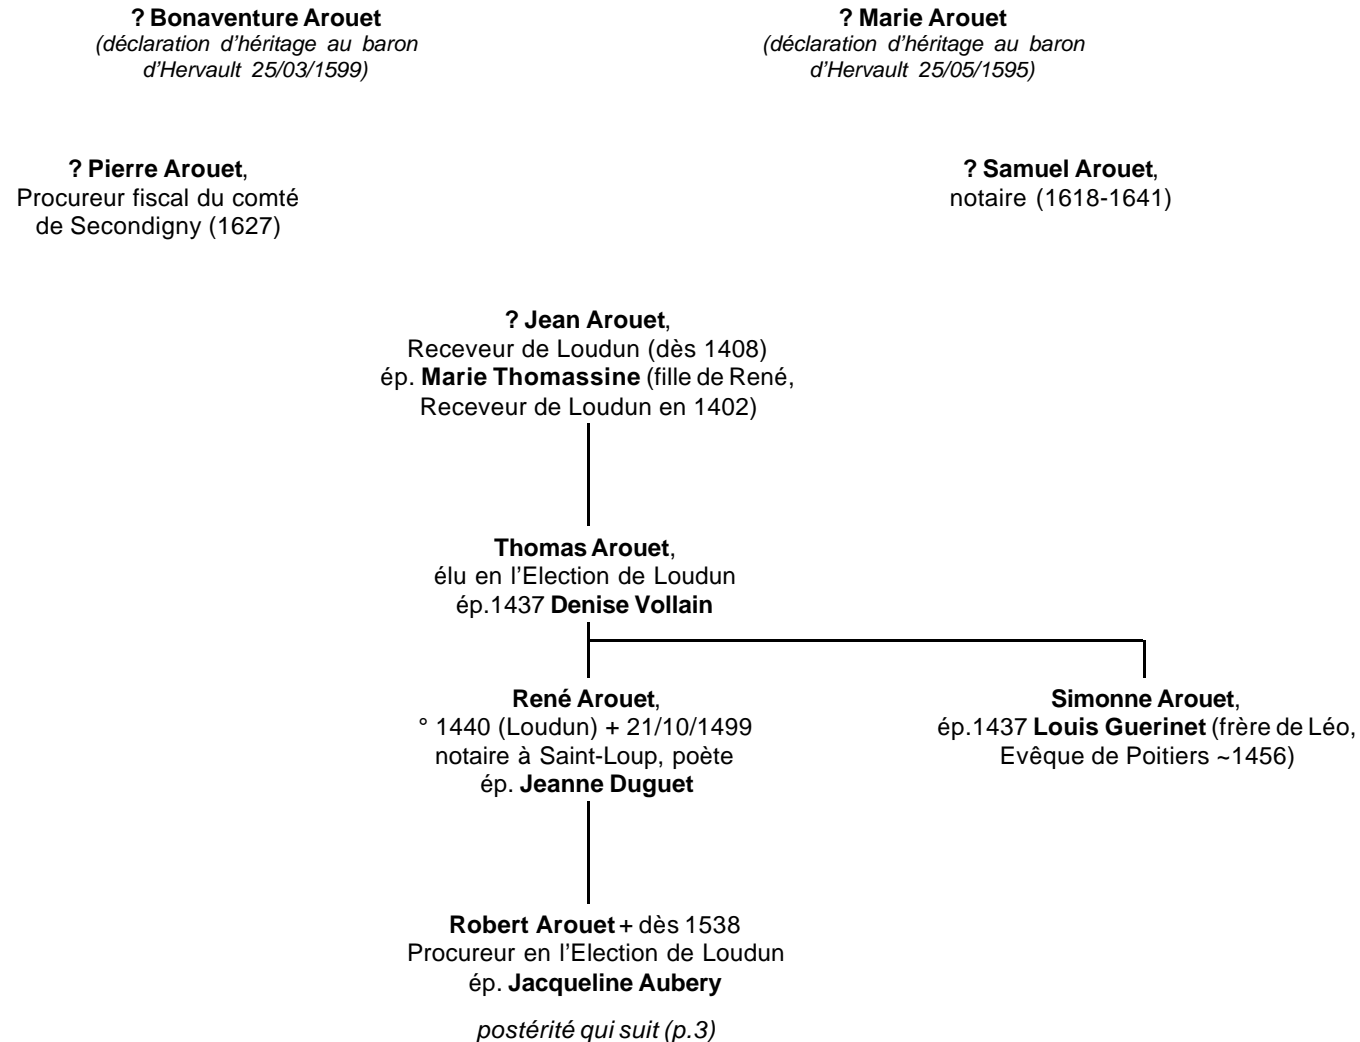 ? Bonaventure Arouet
(déclaration d'héritage au baron
d'Hervault 25/03/1599)
? Marie Arouet
(déclaration d'héritage au baron
d'Hervault 25/05/1595)
? Pierre Arouet,
Procureur fiscal du comté
de Secondigny (1627)
? Samuel Arouet,
notaire (1618-1641)
? Jean Arouet,
Receveur de Loudun (dès 1408)
ép. Marie Thomassine (fille de René,
Receveur de Loudun en 1402)
Thomas Arouet,
élu en l'Election de Loudun
ép.1437 Denise Vollain
René Arouet,
° 1440 (Loudun) + 21/10/1499
notaire à Saint-Loup, poète
ép. Jeanne Duguet
Simonne Arouet,
ép.1437 Louis Guerinet (frère de Léo,
Evêque de Poitiers ~1456)
Robert Arouet + dès 1538
Procureur en l'Election de Loudun
ép. Jacqueline Aubery
postérité qui suit (p.3)